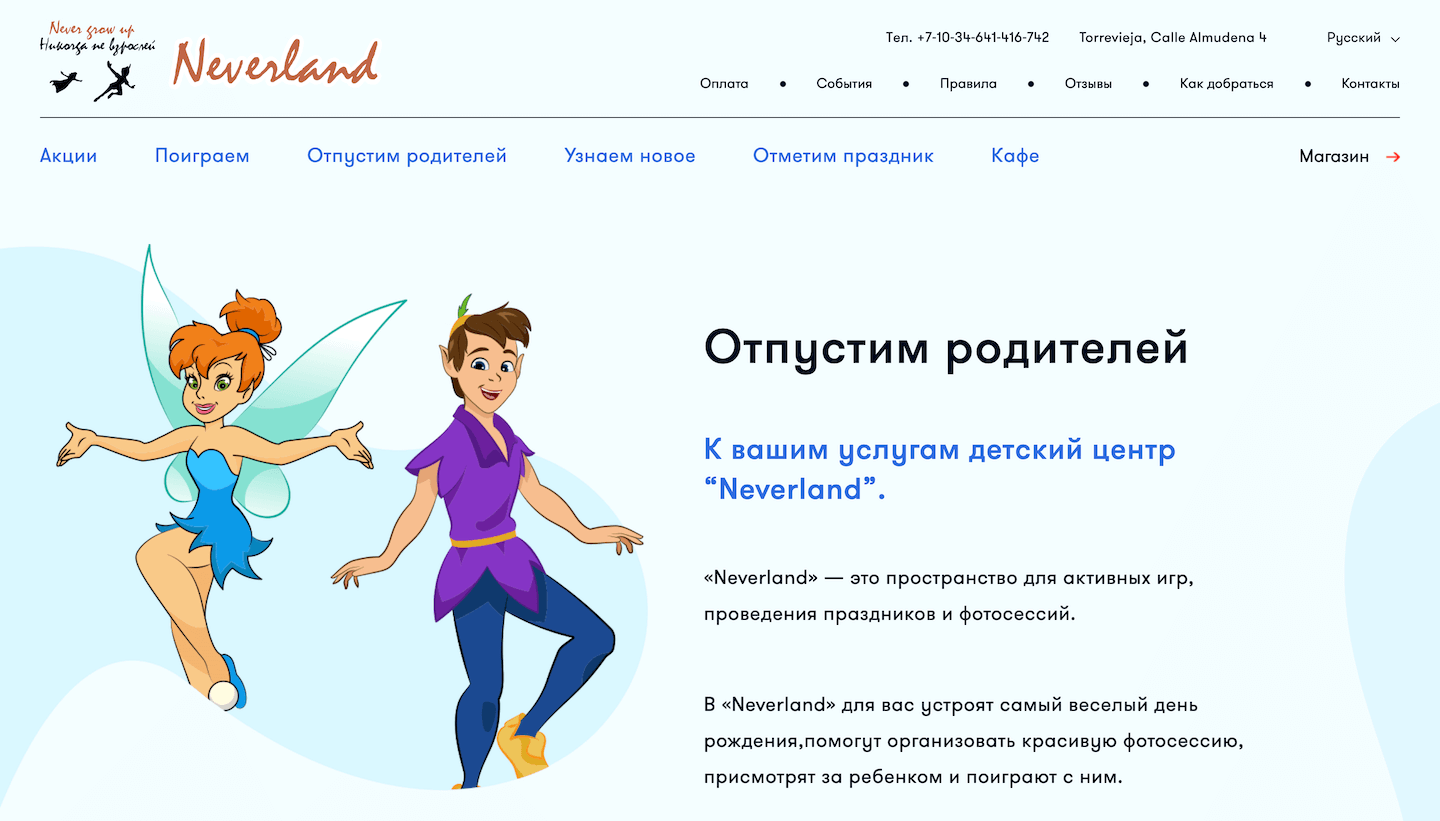 Never grow up
Никогда не взрослей
Neverland
Тел. +7-10-34-641-416-742 Torrevieja, Calle Almudena 4 Русский
Оплата • События • Правила • Отзывы • Как добраться • Контакты
Акции Поиграем Отпустим родителей Узнаем новое Отметим праздник Кафе Магазин →
Отпустим родителей
К вашим услугам детский центр
“Neverland”.
«Neverland» — это пространство для активных игр,
проведения праздников и фотосессий.
В «Neverland» для вас устроят самый веселый день
рождения,помогут организовать красивую фотосессию,
присмотрят за ребенком и поиграют с ним.